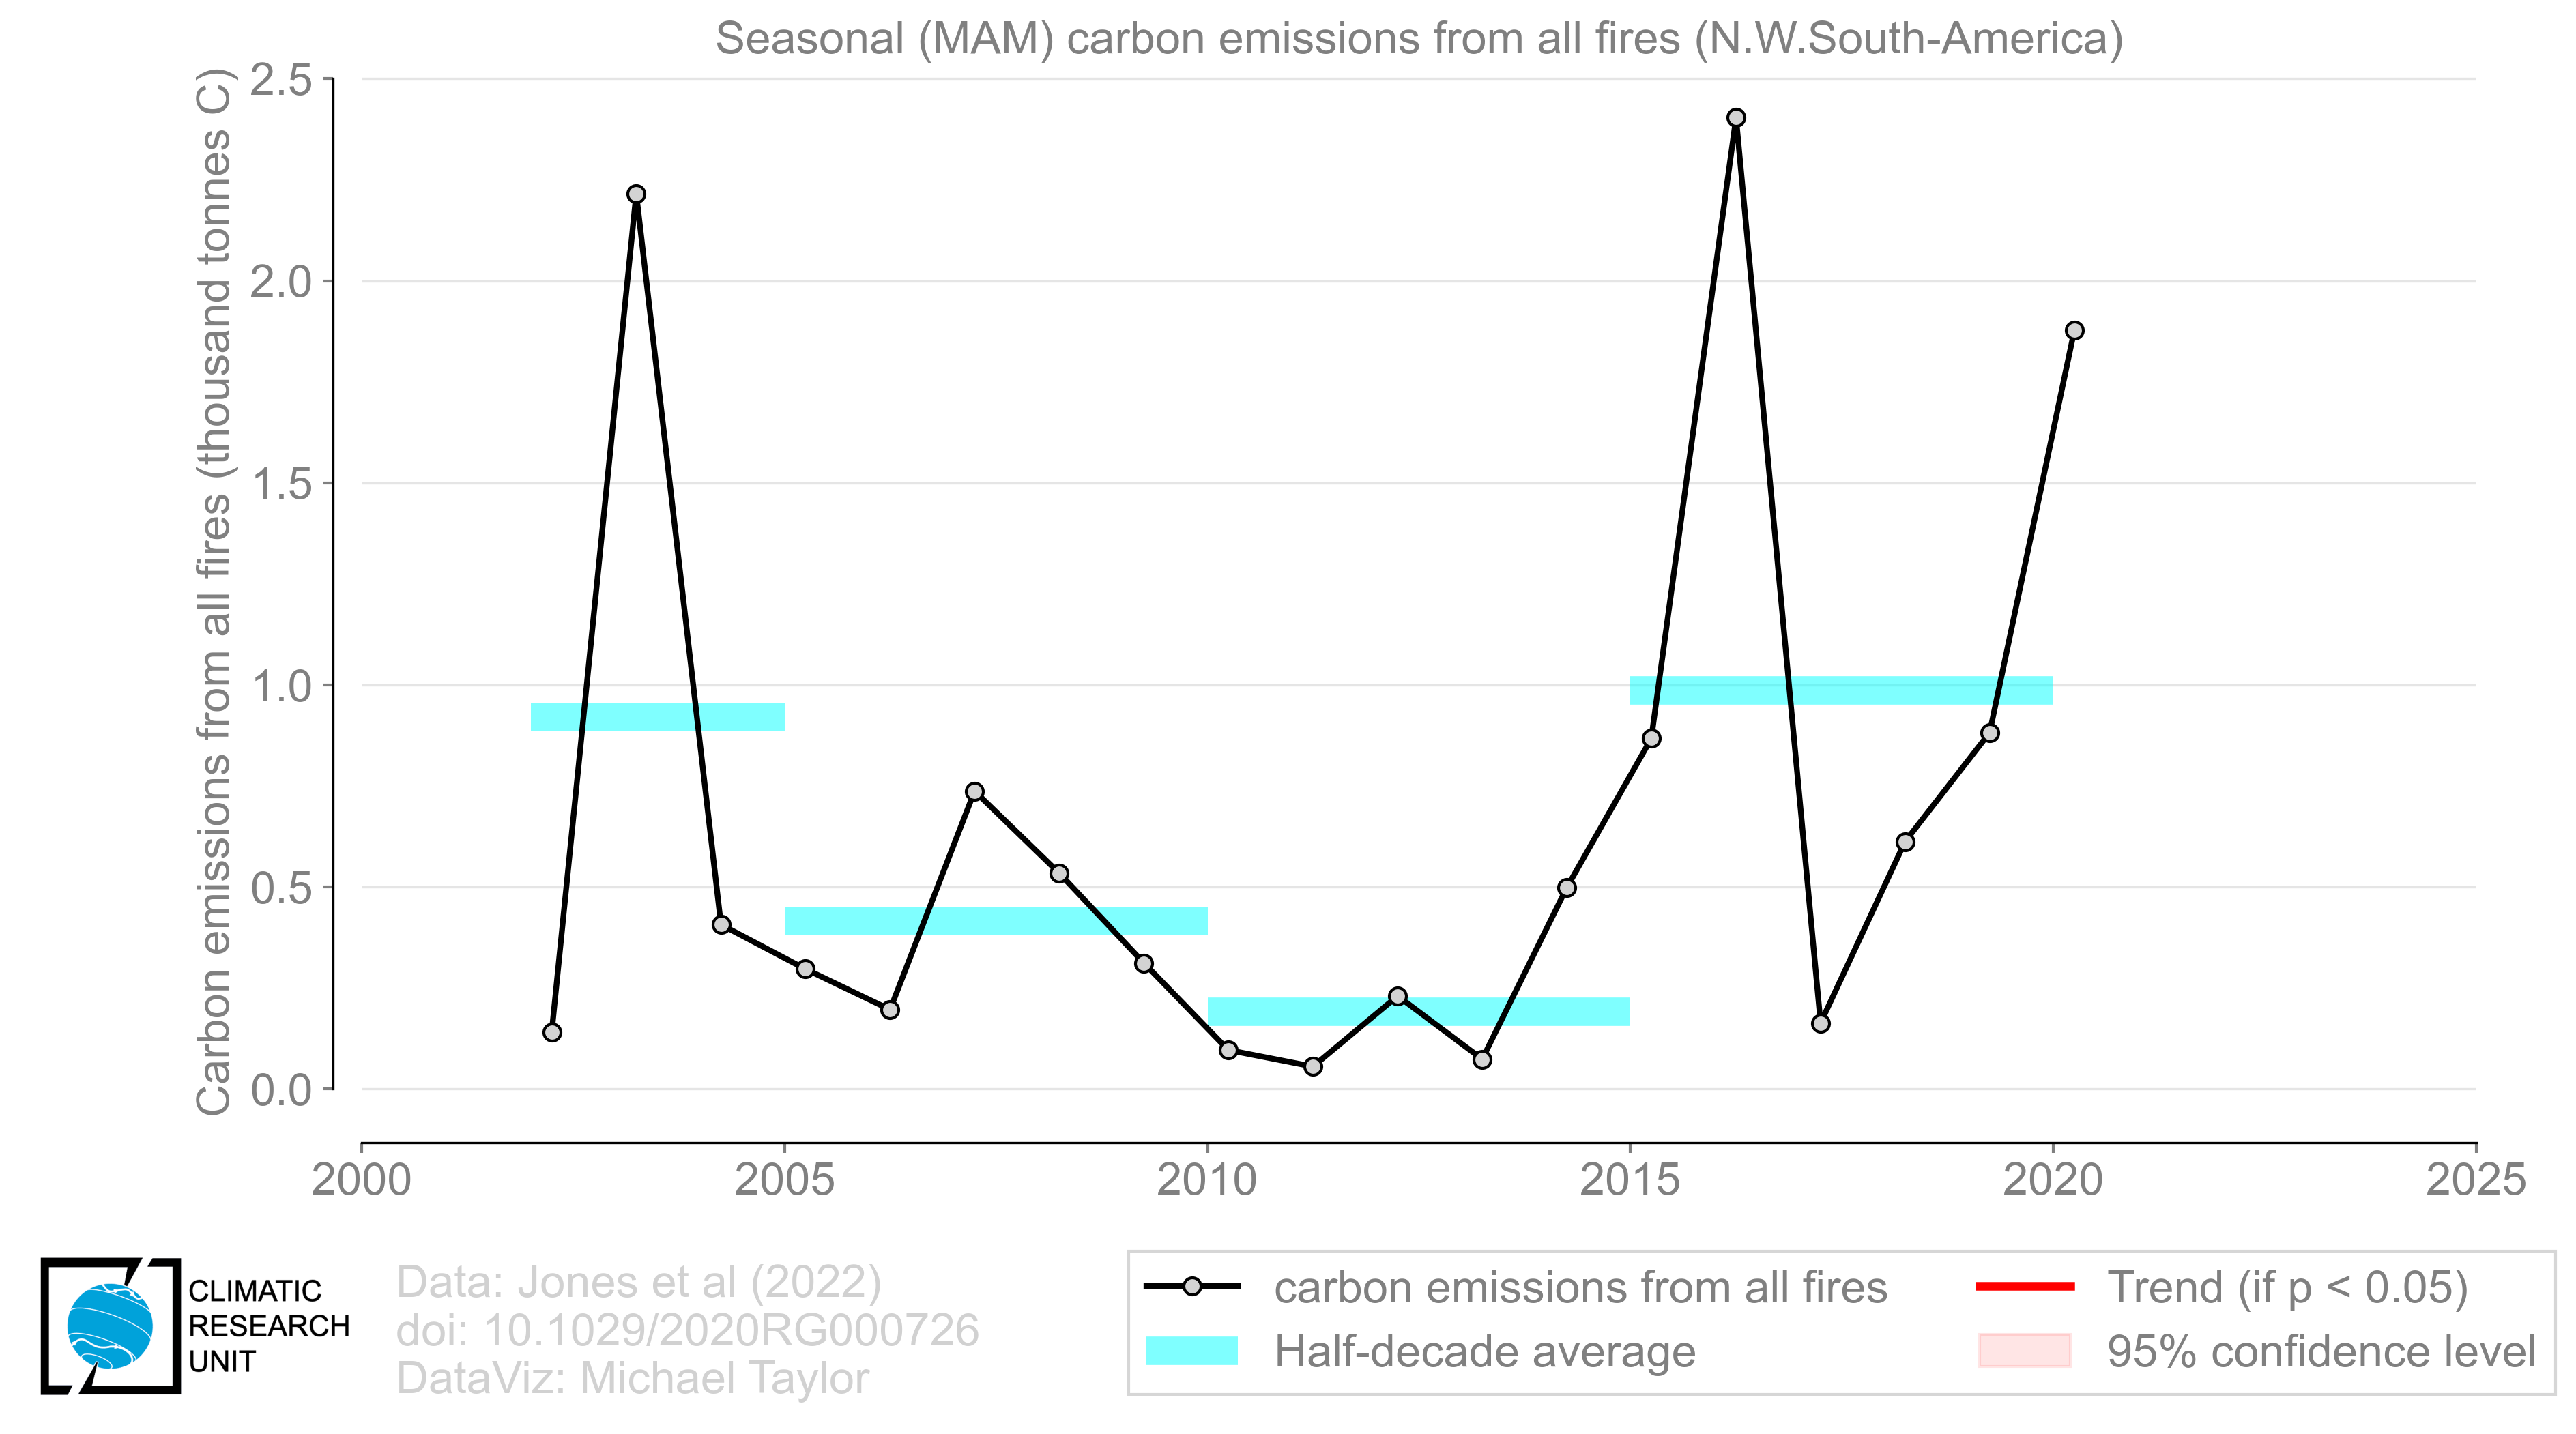 Seasonal (MAM) carbon emissions from all fires (N.W.South-America)
Carbon emissions from all fires (thousand tonnes C)
2.5
2.0
1.5
1.0
0.5
0.0
2000 2005 2010 2015 2020 2025
CLIMATIC
RESEARCH
UNIT
Data: Jones et al (2022)
doi: 10.1029/2020RG000726
DataViz: Michael Taylor
carbon emissions from all fires
Half-decade average
Trend (if p < 0.05)
95% confidence level